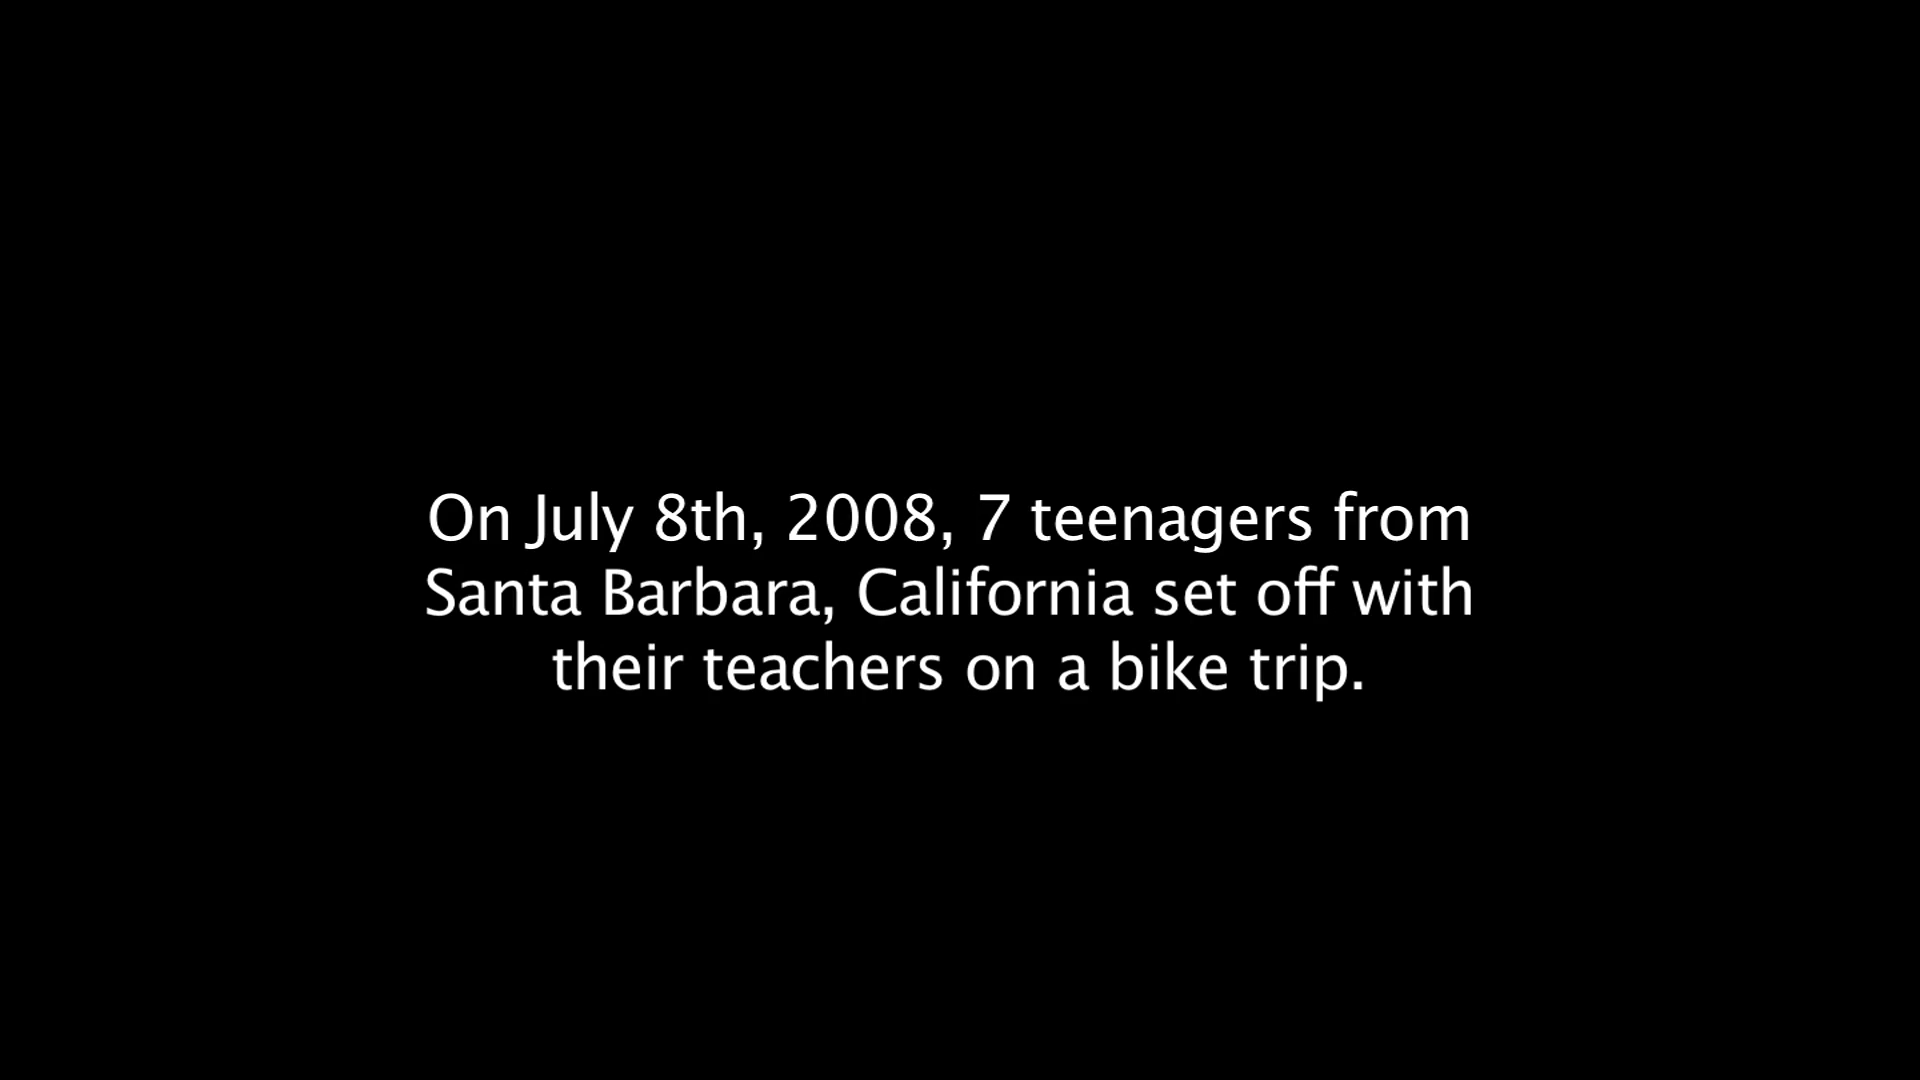 On July 8th, 2008, 7 teenagers from
Santa Barbara, California set off with
their teachers on a bike trip.